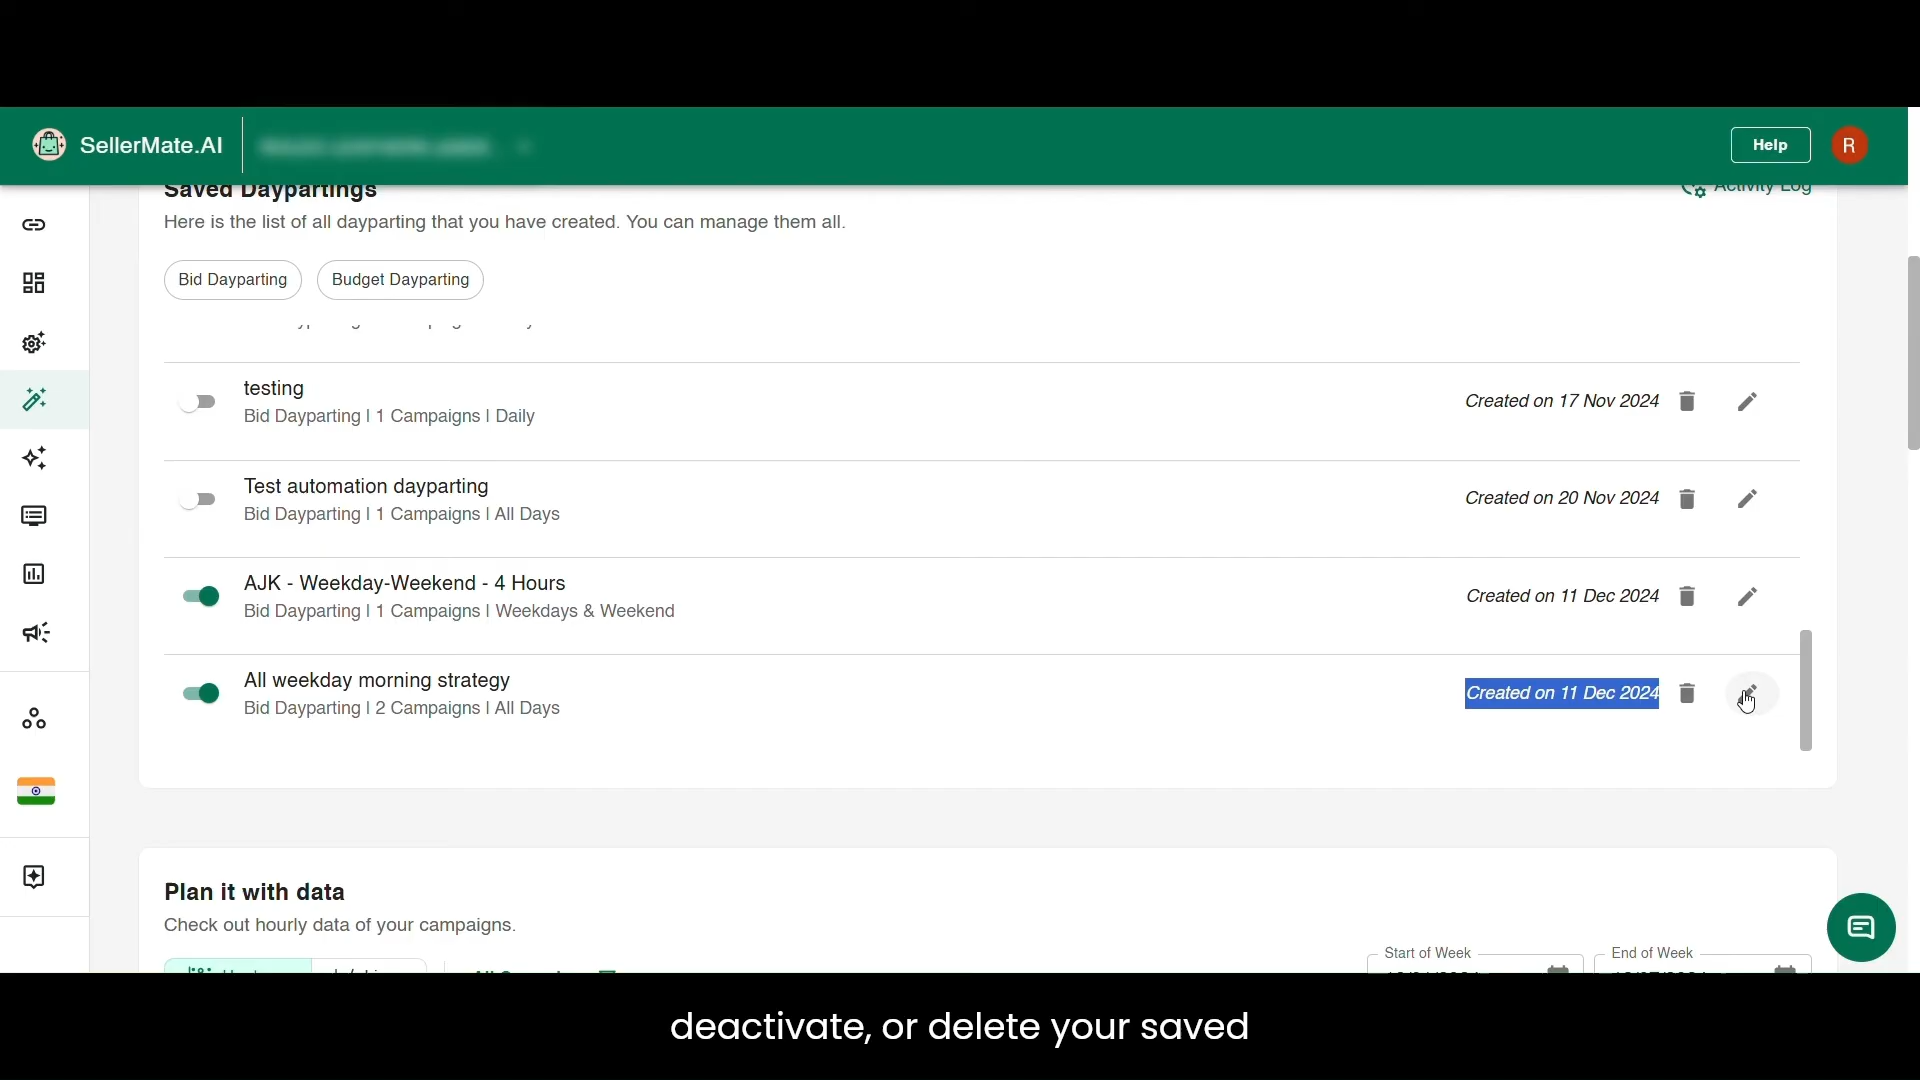 SellerMate.AI
Help
R
Saved Daypartings
Activity Log
Here is the list of all dayparting that you have created. You can manage them all.
Bid Dayparting
Budget Dayparting
testing
Bid Dayparting | 1 Campaigns | Daily
Created on 17 Nov 2024
Test automation dayparting
Bid Dayparting | 1 Campaigns | All Days
Created on 20 Nov 2024
AJK - Weekday-Weekend - 4 Hours
Bid Dayparting | 1 Campaigns | Weekdays & Weekend
Created on 11 Dec 2024
All weekday morning strategy
Bid Dayparting | 2 Campaigns | All Days
Created on 11 Dec 2024
Plan it with data
Check out hourly data of your campaigns.
Start of Week
End of Week
deactivate, or delete your saved